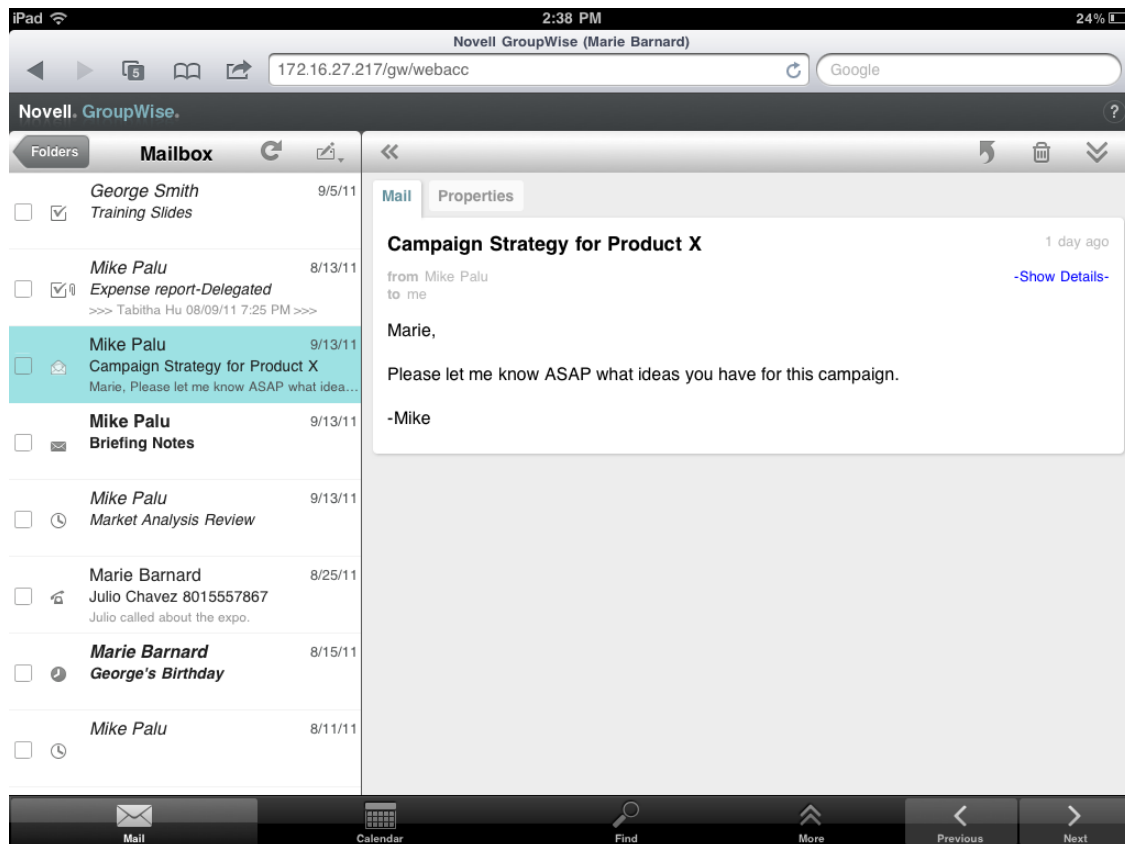 iPad 2:38 PM 24%
Novell GroupWise (Marie Barnard)
5 172.16.27.217/gw/webacc Google
Novell. GroupWise. ?
Folders Mailbox
George Smith 9/5/11
Training Slides
Mike Palu 8/13/11
Expense report-Delegated
>>> Tabitha Hu 08/09/11 7:25 PM >>>
Mike Palu 9/13/11
Campaign Strategy for Product X
Marie, Please let me know ASAP what idea...
Mike Palu 9/13/11
Briefing Notes
Mike Palu 9/13/11
Market Analysis Review
Marie Barnard 8/25/11
Julio Chavez 8015557867
Julio called about the expo.
Marie Barnard 8/15/11
George's Birthday
Mike Palu 8/11/11
Mail Properties
Campaign Strategy for Product X 1 day ago
from Mike Palu -Show Details-
to me
Marie,
Please let me know ASAP what ideas you have for this campaign.
-Mike
Mail Calendar Find More Previous Next